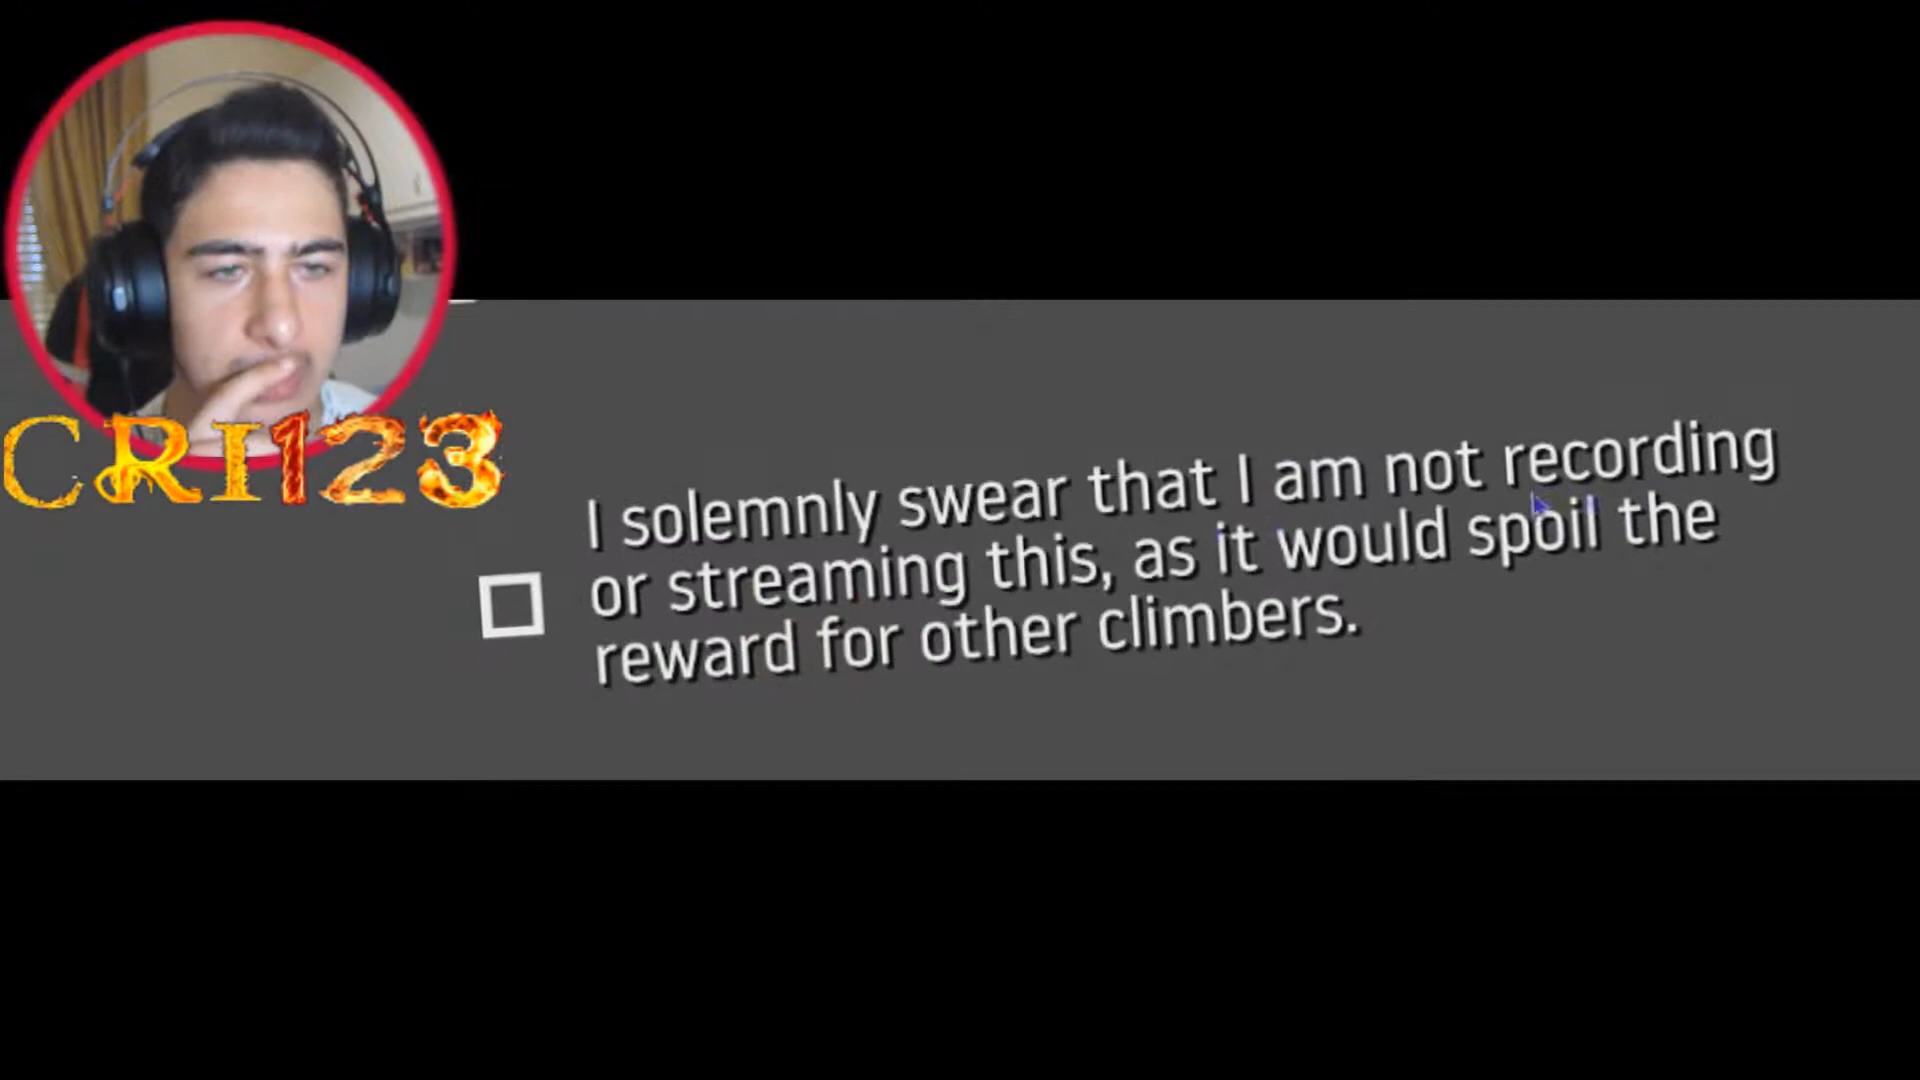 CRI123
I solemnly swear that I am not recording
or streaming this, as it would spoil the
reward for other climbers.